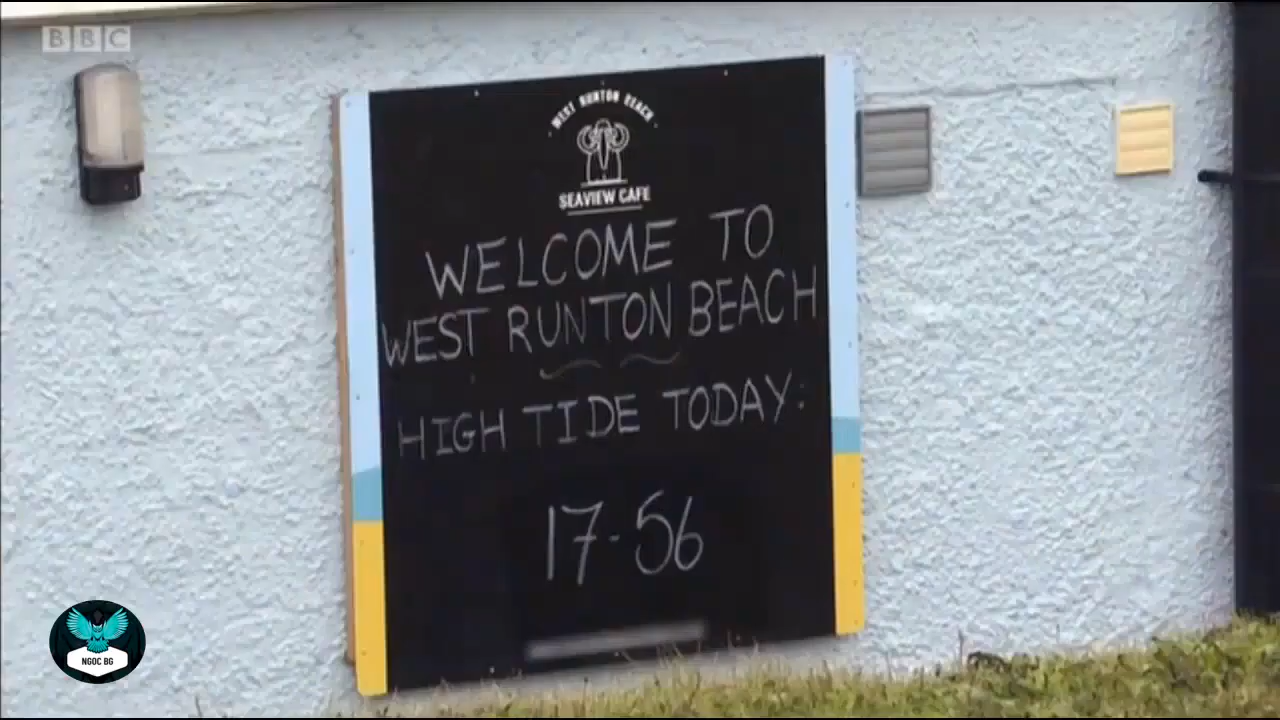 BBC
WEST RUNTON BEACH
SEAVIEW CAFE
WELCOME TO
WEST RUNTON BEACH
HIGH TIDE TODAY:
17-56
NGOC BG